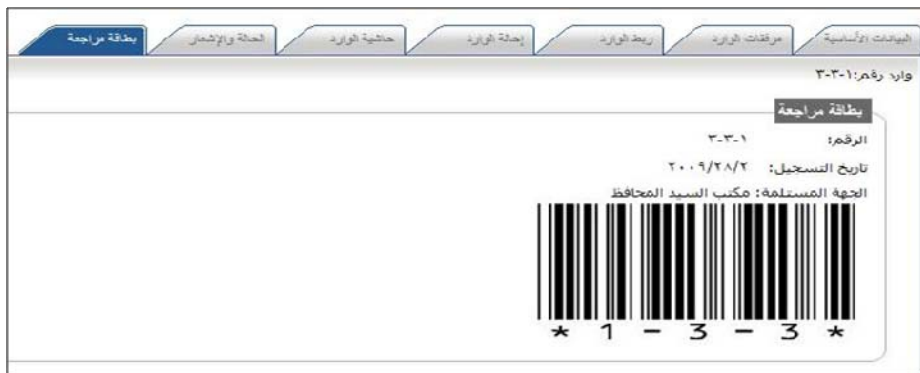 البيانات الأساسية مرفقات الوارد ربط الوارد إحالة الوارد حاشية الوارد الحالة والإشعار بطاقة مراجعة
وارد رقم:١-٣-٣
بطاقة مراجعة
الرقم: ١-٣-٣
تاريخ التسجيل: ٢٠٠٩/٢٨/٢
الجهة المستلمة: مكتب السيد المحافظ
* 1 - 3 - 3 *